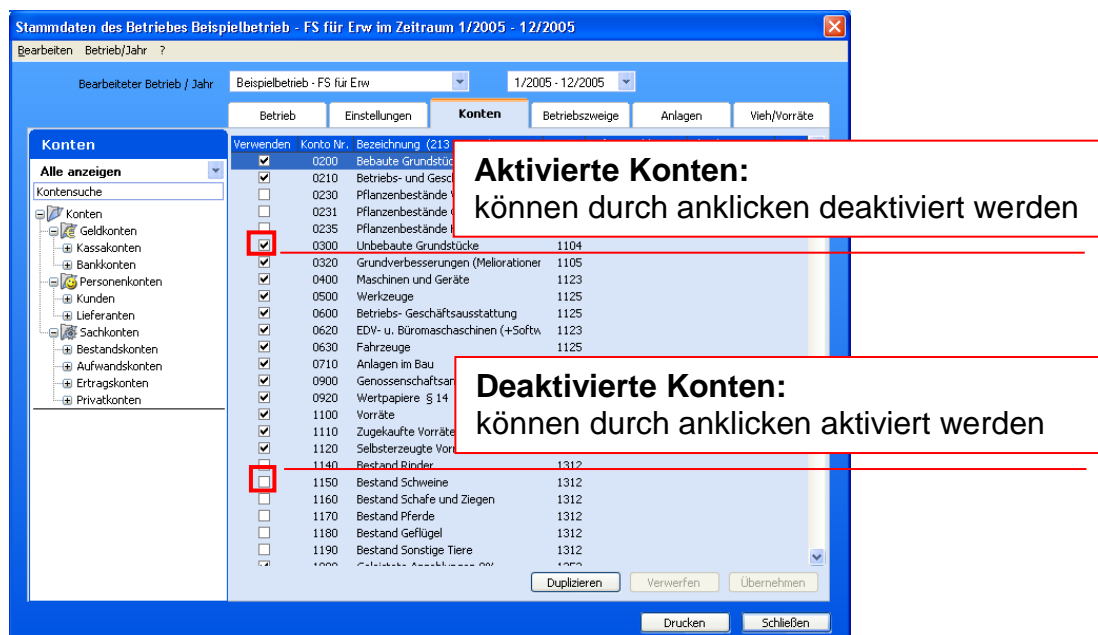 Stammdaten des Betriebes Beispielbetrieb - FS für Erw im Zeitraum 1/2005 - 12/2005
Bearbeiten Betrieb/Jahr ?
Bearbeiteter Betrieb / Jahr Beispielbetrieb - FS für Erw 1/2005 - 12/2005
Betrieb Einstellungen Konten Betriebszweige Anlagen Vieh/Vorräte
Konten
Alle anzeigen
Kontensuche
Konten
Geldkonten
Kassakonten
Bankkonten
Personenkonten
Kunden
Lieferanten
Sachkonten
Bestandskonten
Aufwandskonten
Ertragskonten
Privatkonten
Verwenden Konto Nr. Bezeichnung (213
0200 Bebaute Grundstüc
0210 Betriebs- und Gesch
0230 Pflanzenbestände
0231 Pflanzenbestände
0235 Pflanzenbestände
0300 Unbebaute Grundstücke 1104
0320 Grundverbesserungen (Melioratione 1105
0400 Maschinen und Geräte 1123
0500 Werkzeuge 1125
0600 Betriebs- Geschäftsausstattung 1125
0620 EDV- u. Büromaschaschinen (+Softw 1123
0630 Fahrzeuge 1125
0710 Anlagen im Bau
0900 Genossenschaftsan
0920 Wertpapiere § 14
1100 Vorräte
1110 Zugekaufte Vorräte
1120 Selbsterzeugte Vorr
1140 Bestand Rinder 1312
1150 Bestand Schweine 1312
1160 Bestand Schafe und Ziegen 1312
1170 Bestand Pferde 1312
1180 Bestand Geflügel 1312
1190 Bestand Sonstige Tiere 1312
Aktivierte Konten:
können durch anklicken deaktiviert werden
Deaktivierte Konten:
können durch anklicken aktiviert werden
Duplizieren Verwerfen Übernehmen
Drucken Schließen